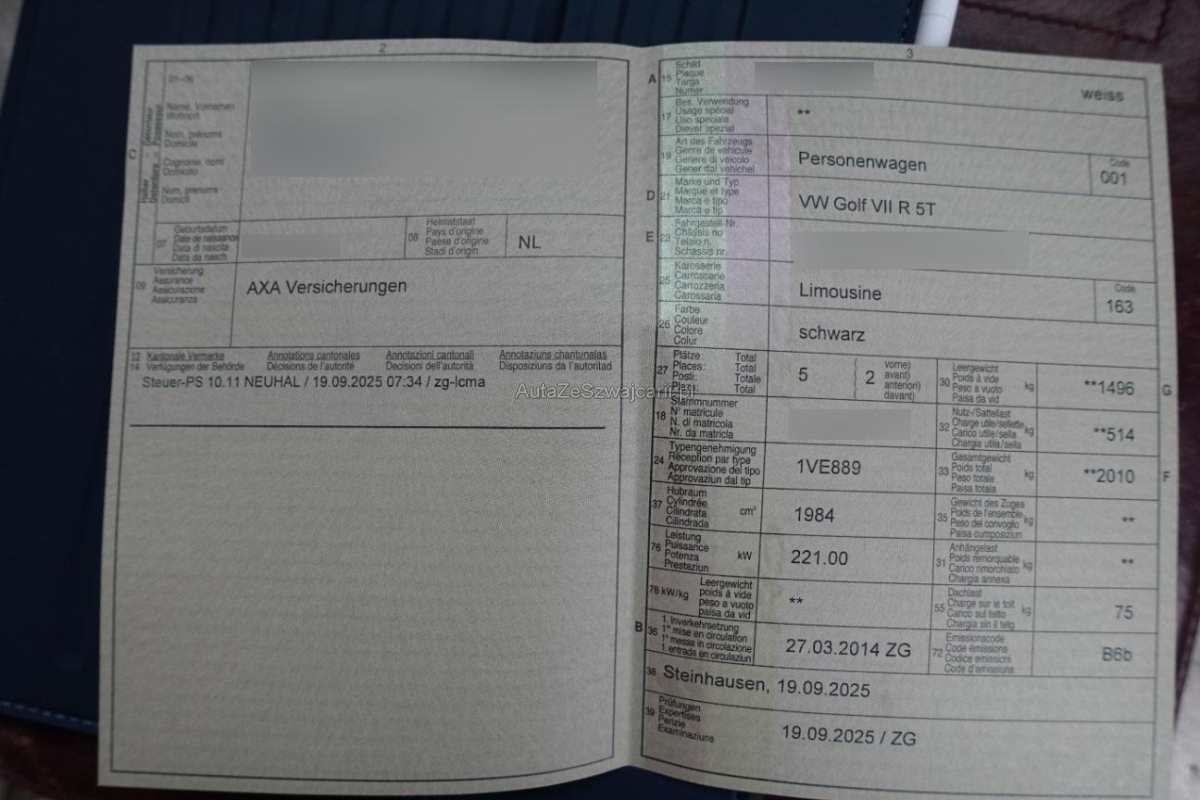 2
01-06
C
Halter
Détenteur
Detentore
Possessur
Name, Vornamen
Wohnort
Nom, prénoms
Domicile
Cognome, nomi
Domicilio
Num, prenums
Domicil
07
Geburtsdatum
Date de naissance
Data di nascita
Data da nasch.
08
Heimatstaat
Pays d'origine
Paese d'origine
Stadi d'origin
NL
09
Versicherung
Assurance
Assicurazione
Assicuranza
AXA Versicherungen
13
14
Kantonale Vermerke
Verfügungen der Behörde
Annotations cantonales
Décisions de l'autorité
Annotazioni cantonali
Decisioni dell'autorità
Annotaziuns chantunalas
Disposiziuns da l'autoritad
Steuer-PS 10.11 NEUHAL / 19.09.2025 07:34 / zg-lcma
AutaZeSzwajcarii.pl
3
A
15
Schild
Plaque
Targa
Numer
weiss
17
Bes. Verwendung
Usage spécial
Uso speciale
Diever spezial
**
19
Art des Fahrzeugs
Genre de véhicule
Genere di veicolo
Gener dal vehichel
Personenwagen
Code
001
D
21
Marke und Typ
Marque et type
Marca e tipo
Marca e tip
VW Golf VII R 5T
E
23
Fahrgestell-Nr.
Châssis no
Telaio n.
Schassis nr.
25
Karosserie
Carrosserie
Carrozzeria
Carossaria
Limousine
Code
163
26
Farbe
Couleur
Colore
Colur
schwarz
27
Plätze: Total
Places: Total
Posti: Totale
Plazs: Total
5
2
vorne)
avant)
anteriori)
davant)
30
Leergewicht
Poids à vide
Peso a vuoto
Paisa da vid
kg
**1496
G
18
Stammnummer
N° matricule
N. di matricola
Nr. da matricla
32
Nutz-/Sattellast
Charge utile/sellette
Carico utile/sella
Chargia utila/sella
kg
**514
24
Typengenehmigung
Réception par type
Approvazione del tipo
Approvaziun dal tip
1VE889
33
Gesamtgewicht
Poids total
Peso totale
Paisa totala
kg
**2010
F
37
Hubraum
Cylindrée
Cilindrata
Cilindrada
cm³
1984
35
Gewicht des Zuges
Poids de l'ensemble
Peso del convoglio
Paisa cumposiziun
kg
**
76
Leistung
Puissance
Potenza
Prestaziun
kW
221.00
31
Anhängelast
Poids remorquable
Carico rimorchiato
Chargia annexa
kg
**
78 kW/kg
Leergewicht
poids à vide
peso a vuoto
paisa da vid
**
55
Dachlast
Charge sur le toit
Carico sul tetto
Chargia sin il tetg
kg
75
B
36
1. Inverkehrsetzung
1re mise en circulation
1a messa in circolazione
1. entrada en circulaziun
27.03.2014 ZG
72
Emissionscode
Code émissions
Codice emissioni
Code d'emissiuns
B6b
38
Steinhausen, 19.09.2025
39
Prüfungen
Expertises
Perizie
Examinaziuns
19.09.2025 / ZG